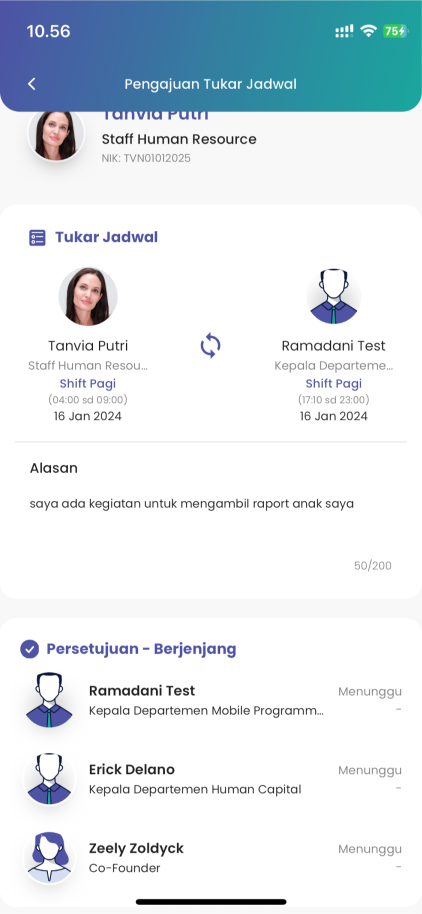 10.56
75
Pengajuan Tukar Jadwal
Tanvia Putri
Staff Human Resource
NIK: TVN01012025
Tukar Jadwal
Tanvia Putri
Ramadani Test
Staff Human Resou...
Kepala Departeme...
Shift Pagi
Shift Pagi
(04:00 sd 09:00)
(17:10 sd 23:00)
16 Jan 2024
16 Jan 2024
Alasan
saya ada kegiatan untuk mengambil raport anak saya
50/200
Persetujuan - Berjenjang
Ramadani Test
Menunggu
Kepala Departemen Mobile Programm...
-
Erick Delano
Menunggu
Kepala Departemen Human Capital
-
Zeely Zoldyck
Menunggu
Co-Founder
-